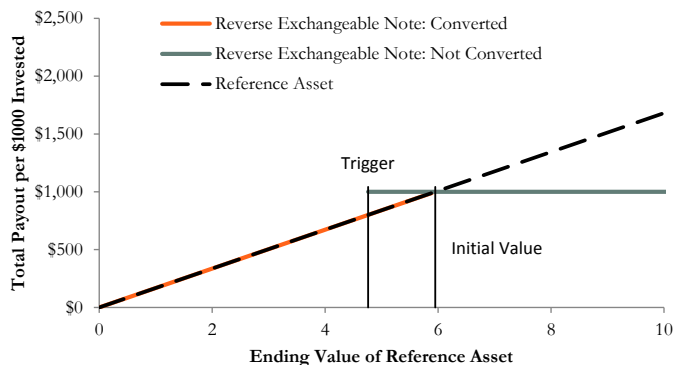 $2,500
$2,000
$1,500
$1,000
$500
$0
Total Payout per $1000 Invested
Reverse Exchangeable Note: Converted
Reverse Exchangeable Note: Not Converted
Reference Asset
Trigger
Initial Value
0 2 4 6 8 10
Ending Value of Reference Asset